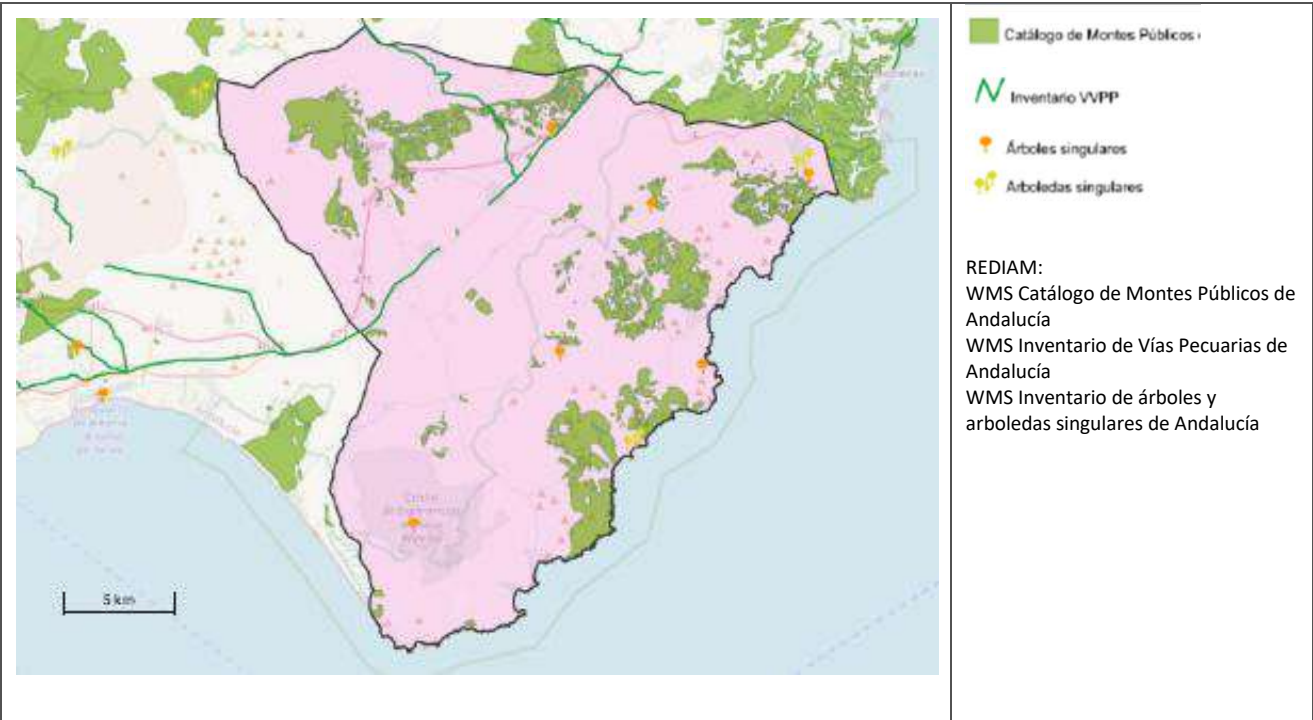 5 km
Catálogo de Montes Públicos
Inventario VVPP
Árboles singulares
Arboledas singulares
REDIAM:
WMS Catálogo de Montes Públicos de
Andalucía
WMS Inventario de Vías Pecuarias de
Andalucía
WMS Inventario de árboles y
arboledas singulares de Andalucía